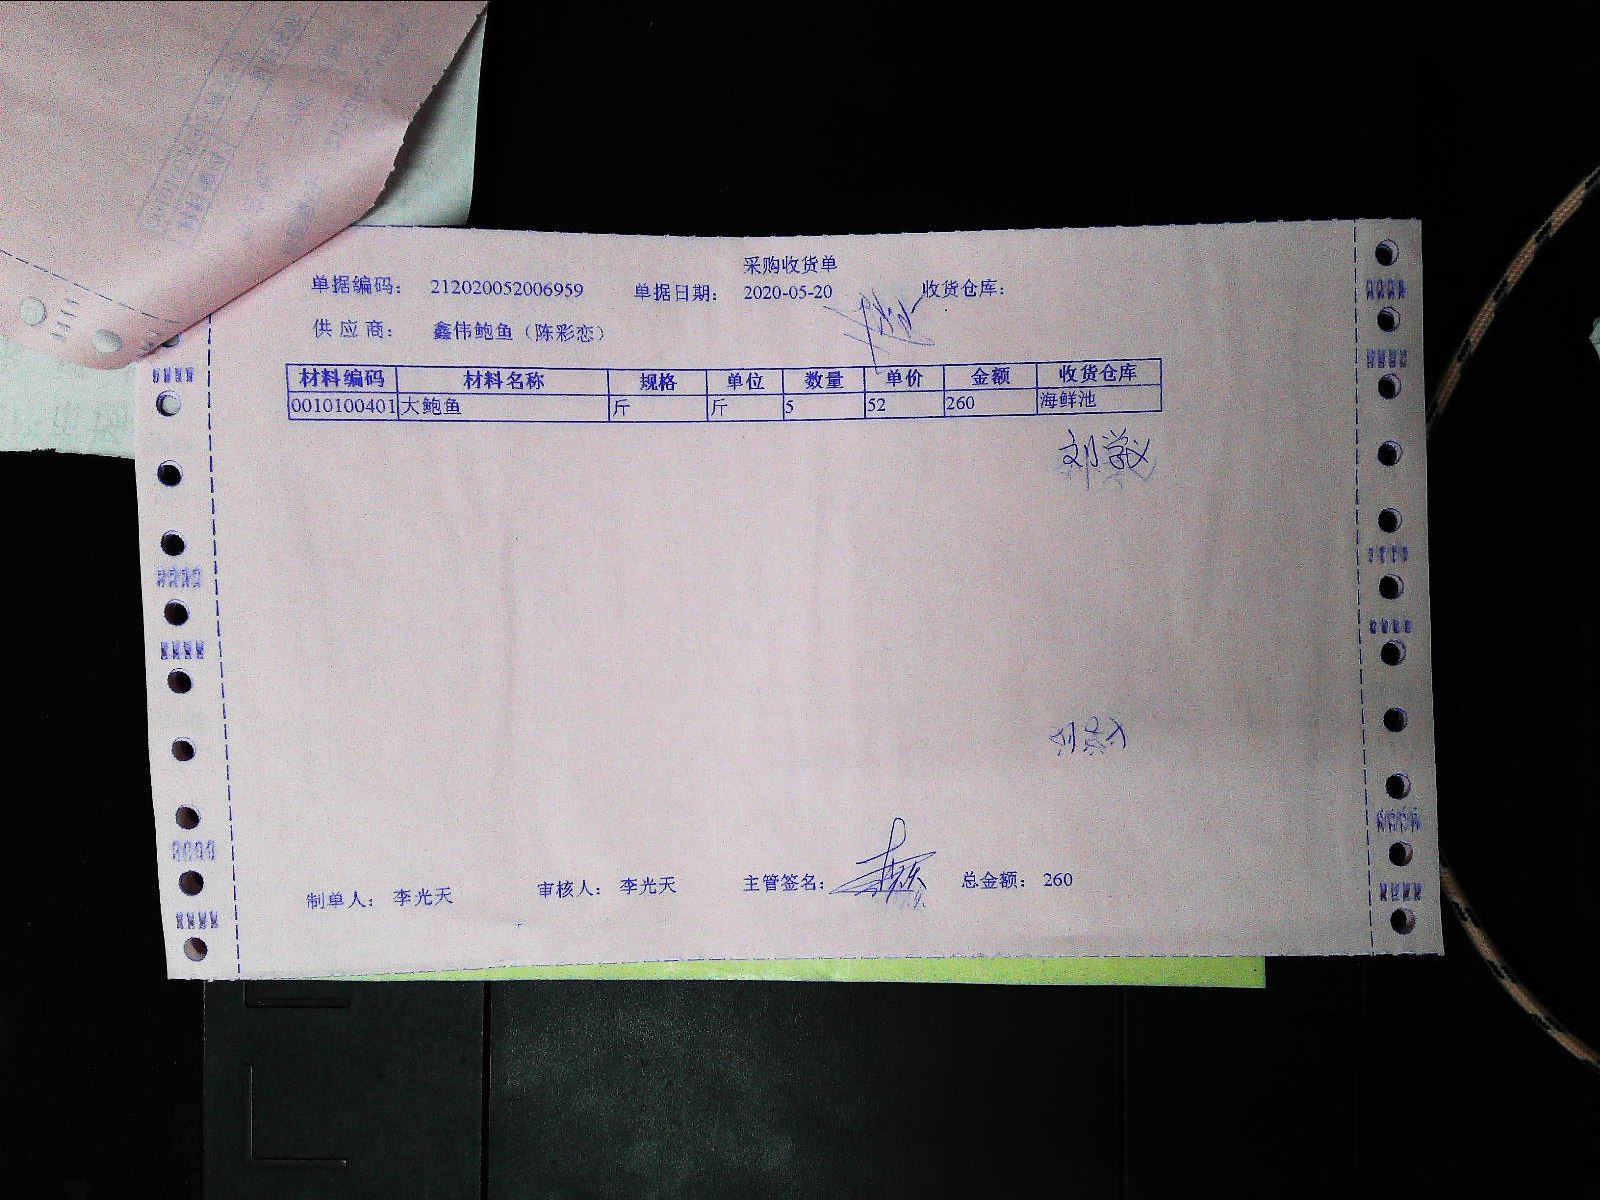 采购收货单
单据编码： 212020052006959 单据日期： 2020-05-20 收货仓库：
供应商： 鑫伟鲍鱼（陈彩恋）
材料编码 材料名称 规格 单位 数量 单价 金额 收货仓库
0010100401 大鲍鱼 斤 斤 5 52 260 海鲜池
刘学义
制单人： 李光天 审核人： 李光天 主管签名： 总金额： 260